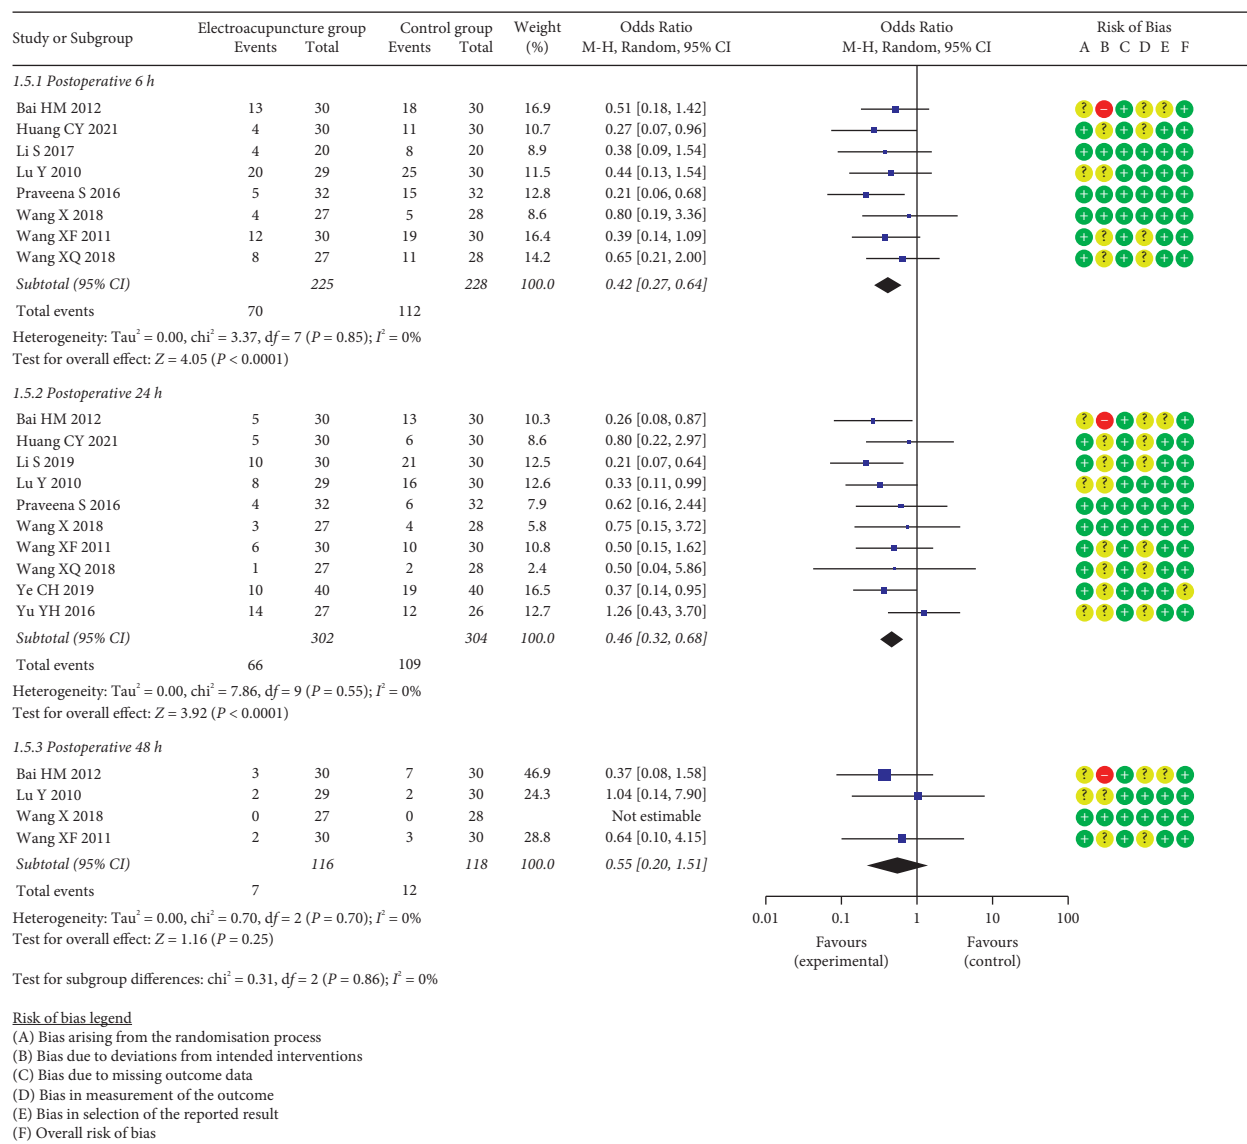 Study or Subgroup Electroacupuncture group Control group Weight (%) Odds Ratio M-H, Random, 95% CI Odds Ratio M-H, Random, 95% CI Risk of Bias
Events Total Events Total A B C D E F
1.5.1 Postoperative 6 h
Bai HM 2012 13 30 18 30 16.9 0.51 [0.18, 1.42] ? – + ? ? +
Huang CY 2021 4 30 11 30 10.7 0.27 [0.07, 0.96] + ? + ? + +
Li S 2017 4 20 8 20 8.9 0.38 [0.09, 1.54] + + + + + +
Lu Y 2010 20 29 25 30 11.5 0.44 [0.13, 1.54] ? ? + + + +
Praveena S 2016 5 32 15 32 12.8 0.21 [0.06, 0.68] + + + + + +
Wang X 2018 4 27 5 28 8.6 0.80 [0.19, 3.36] + + + + + +
Wang XF 2011 12 30 19 30 16.4 0.39 [0.14, 1.09] + ? + ? + +
Wang XQ 2018 8 27 11 28 14.2 0.65 [0.21, 2.00] + ? + ? + +
Subtotal (95% CI) 225 228 100.0 0.42 [0.27, 0.64]
Total events 70 112
Heterogeneity: Tau² = 0.00, chi² = 3.37, df = 7 (P = 0.85); I² = 0%
Test for overall effect: Z = 4.05 (P < 0.0001)
1.5.2 Postoperative 24 h
Bai HM 2012 5 30 13 30 10.3 0.26 [0.08, 0.87] ? – + ? ? +
Huang CY 2021 5 30 6 30 8.6 0.80 [0.22, 2.97] + ? + ? + +
Li S 2019 10 30 21 30 12.5 0.21 [0.07, 0.64] + ? + ? + +
Lu Y 2010 8 29 16 30 12.6 0.33 [0.11, 0.99] ? ? + + + +
Praveena S 2016 4 32 6 32 7.9 0.62 [0.16, 2.44] + + + + + +
Wang X 2018 3 27 4 28 5.8 0.75 [0.15, 3.72] + + + + + +
Wang XF 2011 6 30 10 30 10.8 0.50 [0.15, 1.62] + ? + ? + +
Wang XQ 2018 1 27 2 28 2.4 0.50 [0.04, 5.86] + ? + ? + +
Ye CH 2019 10 40 19 40 16.5 0.37 [0.14, 0.95] + ? + + + ?
Yu YH 2016 14 27 12 26 12.7 1.26 [0.43, 3.70] ? ? + ? + +
Subtotal (95% CI) 302 304 100.0 0.46 [0.32, 0.68]
Total events 66 109
Heterogeneity: Tau² = 0.00, chi² = 7.86, df = 9 (P = 0.55); I² = 0%
Test for overall effect: Z = 3.92 (P < 0.0001)
1.5.3 Postoperative 48 h
Bai HM 2012 3 30 7 30 46.9 0.37 [0.08, 1.58] ? – + ? ? +
Lu Y 2010 2 29 2 30 24.3 1.04 [0.14, 7.90] ? ? + + + +
Wang X 2018 0 27 0 28 Not estimable + + + + + +
Wang XF 2011 2 30 3 30 28.8 0.64 [0.10, 4.15] + ? + ? + +
Subtotal (95% CI) 116 118 100.0 0.55 [0.20, 1.51]
Total events 7 12
Heterogeneity: Tau² = 0.00, chi² = 0.70, df = 2 (P = 0.70); I² = 0%
Test for overall effect: Z = 1.16 (P = 0.25)
0.01 0.1 1 10 100
Favours (experimental) Favours (control)
Test for subgroup differences: chi² = 0.31, df = 2 (P = 0.86); I² = 0%
Risk of bias legend
(A) Bias arising from the randomisation process
(B) Bias due to deviations from intended interventions
(C) Bias due to missing outcome data
(D) Bias in measurement of the outcome
(E) Bias in selection of the reported result
(F) Overall risk of bias